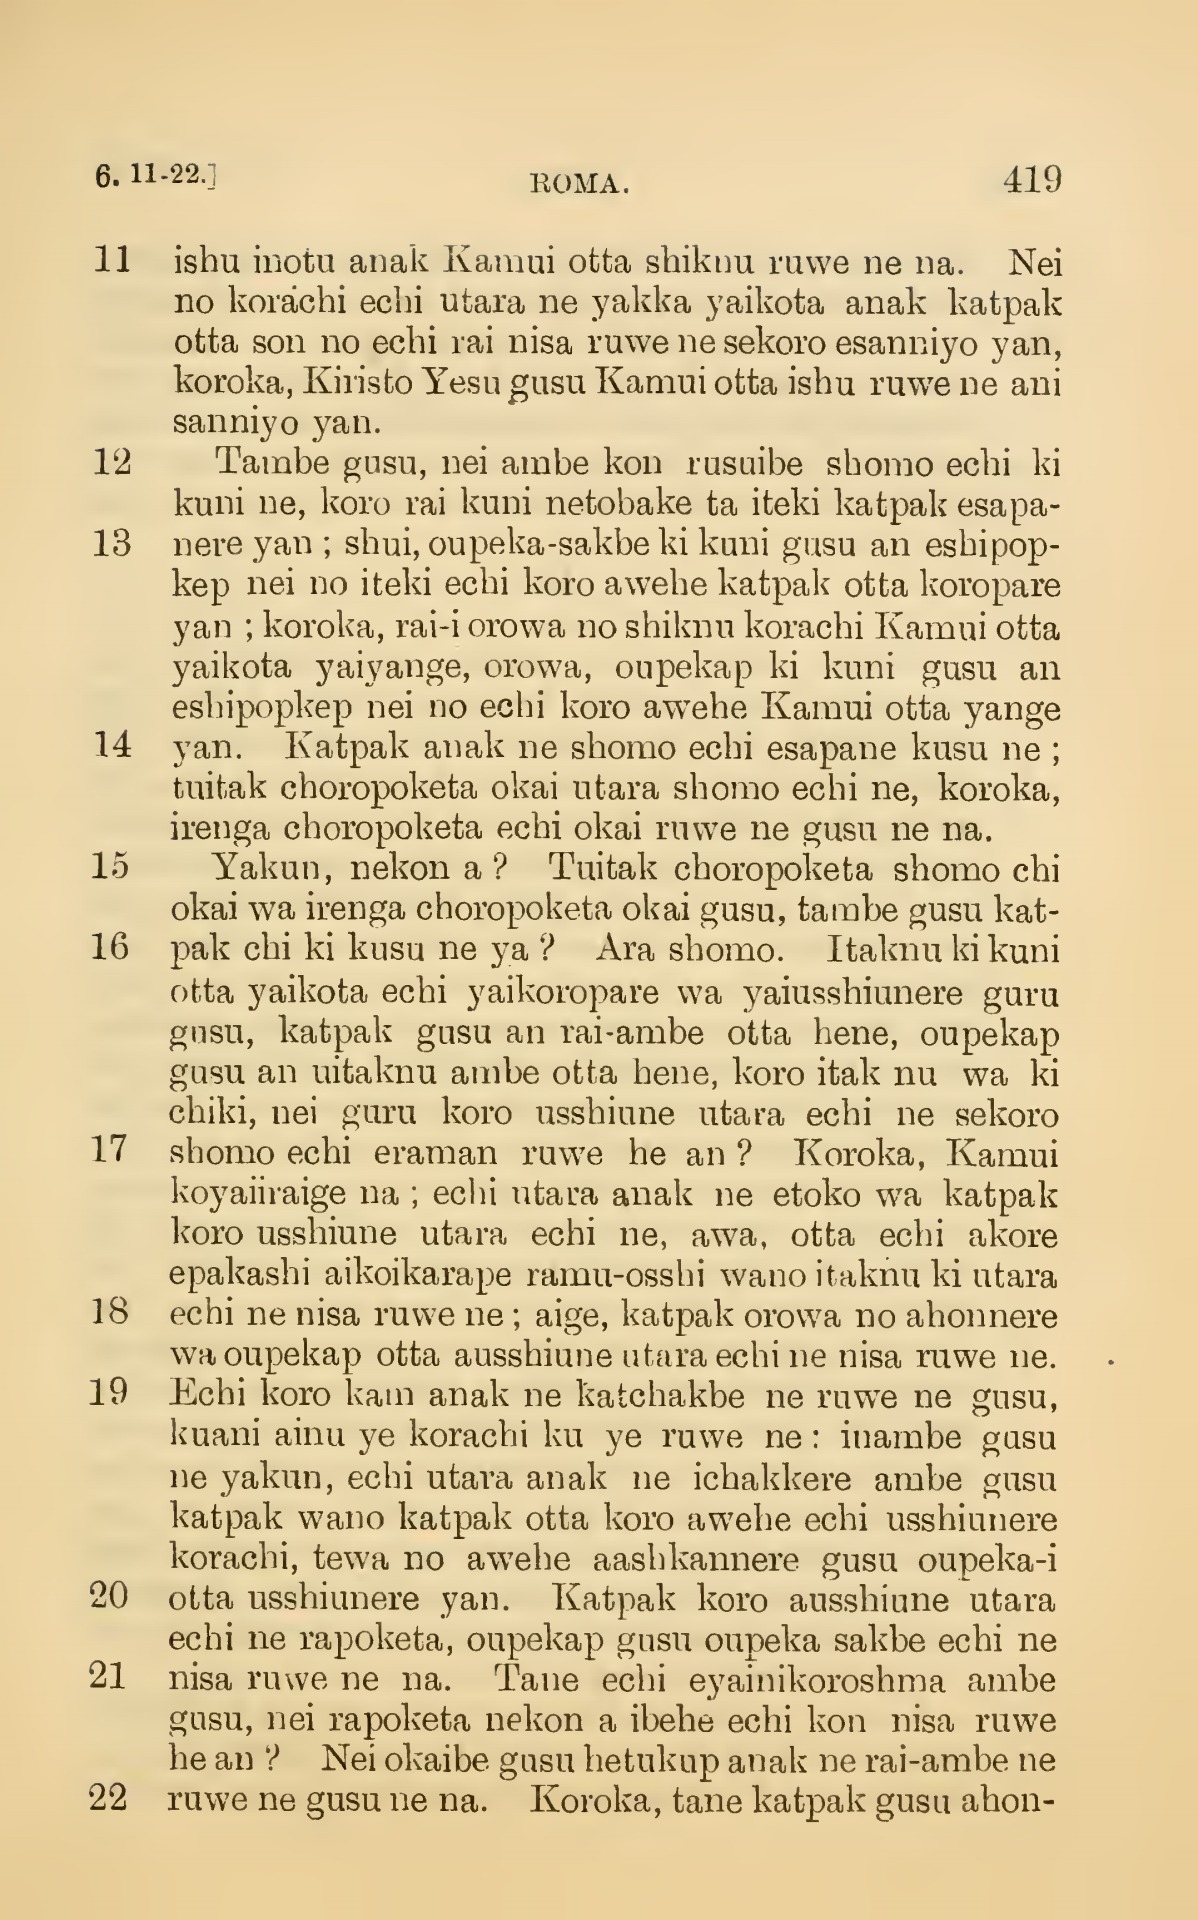 6. 11-22.] ROMA. 419
11 ishu inotu anak Kamui otta shiknu ruwe ne na. Nei
no korachi echi utara ne yakka yaikota anak katpak
otta son no echi rai nisa ruwe ne sekoro esanniyo yan,
koroka, Kiristo Yesu gusu Kamui otta ishu ruwe ne ani
sanniyo yan.
12 Tambe gusu, nei ambe kon rusuibe shomo echi ki
kuni ne, koro rai kuni netobake ta iteki katpak esapa-
13 nere yan ; shui, oupeka-sakbe ki kuni gusu an eshipop-
kep nei no iteki echi koro awehe katpak otta koropare
yan ; koroka, rai-i orowa no shiknu korachi Kamui otta
yaikota yaiyange, orowa, oupekap ki kuni gusu an
eshipopkep nei no echi koro awehe Kamui otta yange
14 yan. Katpak anak ne shomo echi esapane kusu ne ;
tuitak choropoketa okai utara shomo echi ne, koroka,
irenga choropoketa echi okai ruwe ne gusu ne na.
15 Yakun, nekon a ? Tuitak choropoketa shomo chi
okai wa irenga choropoketa okai gusu, tambe gusu kat-
16 pak chi ki kusu ne ya ? Ara shomo. Itaknu ki kuni
otta yaikota echi yaikoropare wa yaiusshiunere guru
gusu, katpak gusu an rai-ambe otta hene, oupekap
gusu an uitaknu ambe otta hene, koro itak nu wa ki
chiki, nei guru koro usshiune utara echi ne sekoro
17 shomo echi eraman ruwe he an ? Koroka, Kamui
koyaiiraige na ; echi utara anak ne etoko wa katpak
koro usshiune utara echi ne, awa, otta echi akore
epakashi aikoikarape ramu-osshi wano itaknu ki utara
18 echi ne nisa ruwe ne ; aige, katpak orowa no ahonnere
wa oupekap otta ausshiune utara echi ne nisa ruwe ne.
19 Echi koro kam anak ne katchakbe ne ruwe ne gusu,
kuani ainu ye korachi ku ye ruwe ne : inambe gusu
ne yakun, echi utara anak ne ichakkere ambe gusu
katpak wano katpak otta koro awehe echi usshiunere
korachi, tewa no awehe aashkannere gusu oupeka-i
20 otta usshiunere yan. Katpak koro ausshiune utara
echi ne rapoketa, oupekap gusu oupeka sakbe echi ne
21 nisa ruwe ne na. Tane echi eyainikoroshma ambe
gusu, nei rapoketa nekon a ibehe echi kon nisa ruwe
he an ? Nei okaibe gusu hetukup anak ne rai-ambe ne
22 ruwe ne gusu ne na. Koroka, tane katpak gusu ahon-